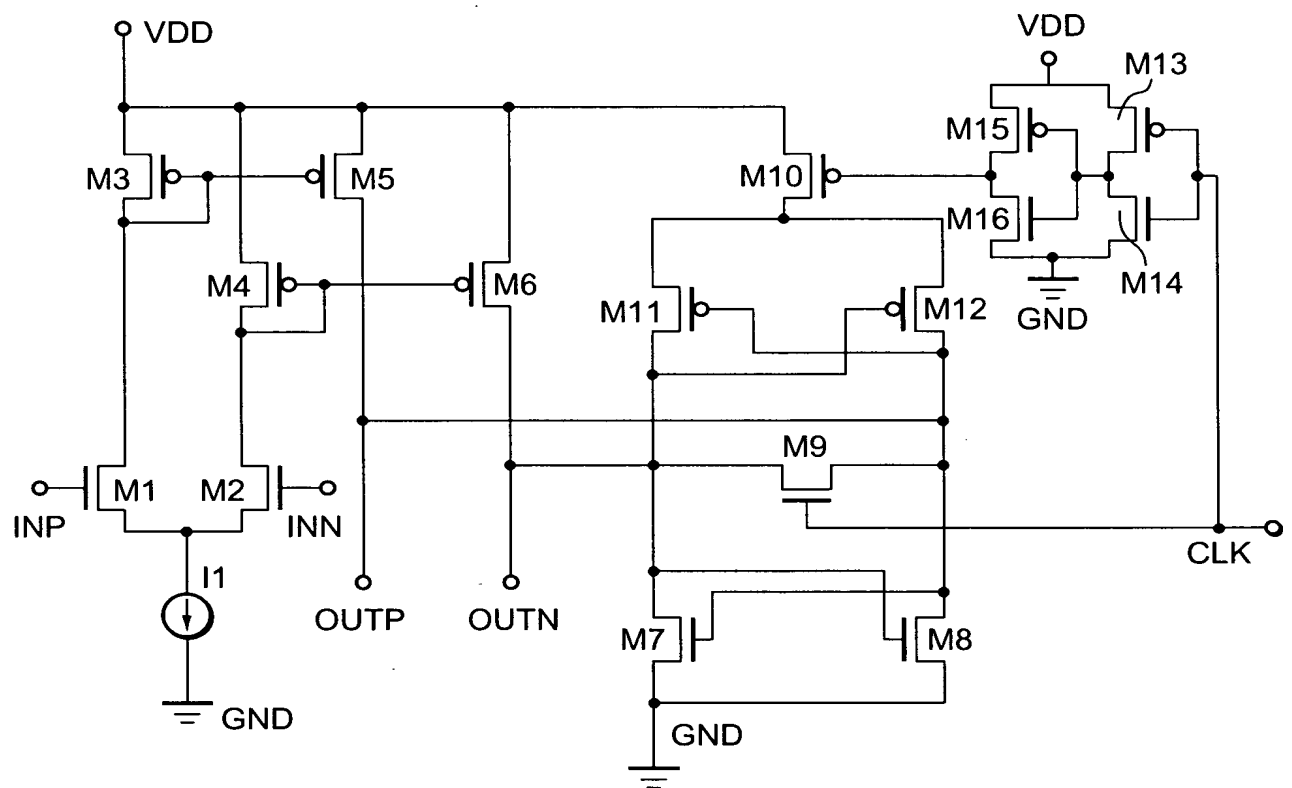 VDD
VDD
M13
M15
M3
M5
M10
M16
M4
M6
M14
GND
M11
M12
M9
M1
M2
INP
INN
CLK
I1
OUTP
OUTN
M7
M8
GND
GND